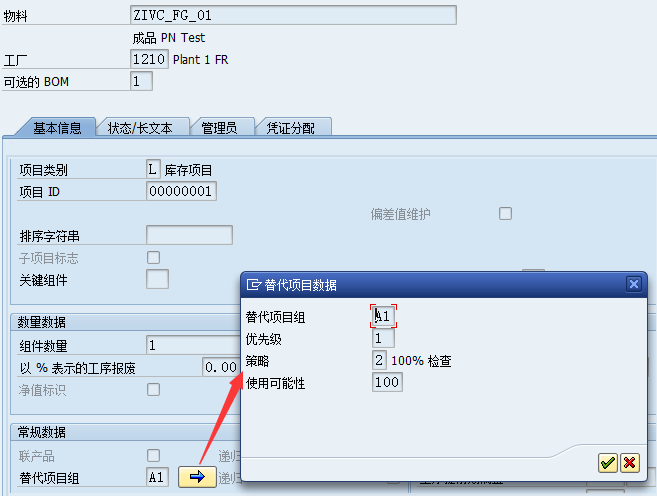 物料 ZIVC_FG_01
成品 PN Test
工厂 1210 Plant 1 FR
可选的 BOM 1
基本信息 状态/长文本 管理员 凭证分配
项目类别 L 库存项目
项目 ID 00000001
偏差值维护
排序字符串
子项目标志
关键组件
数量数据
组件数量 1
以 % 表示的工序报废 0.00
净值标识
常规数据
联产品 递归
替代项目组 A1 递归
替代项目数据
替代项目组 A1
优先级 1
策略 2 100% 检查
使用可能性 100